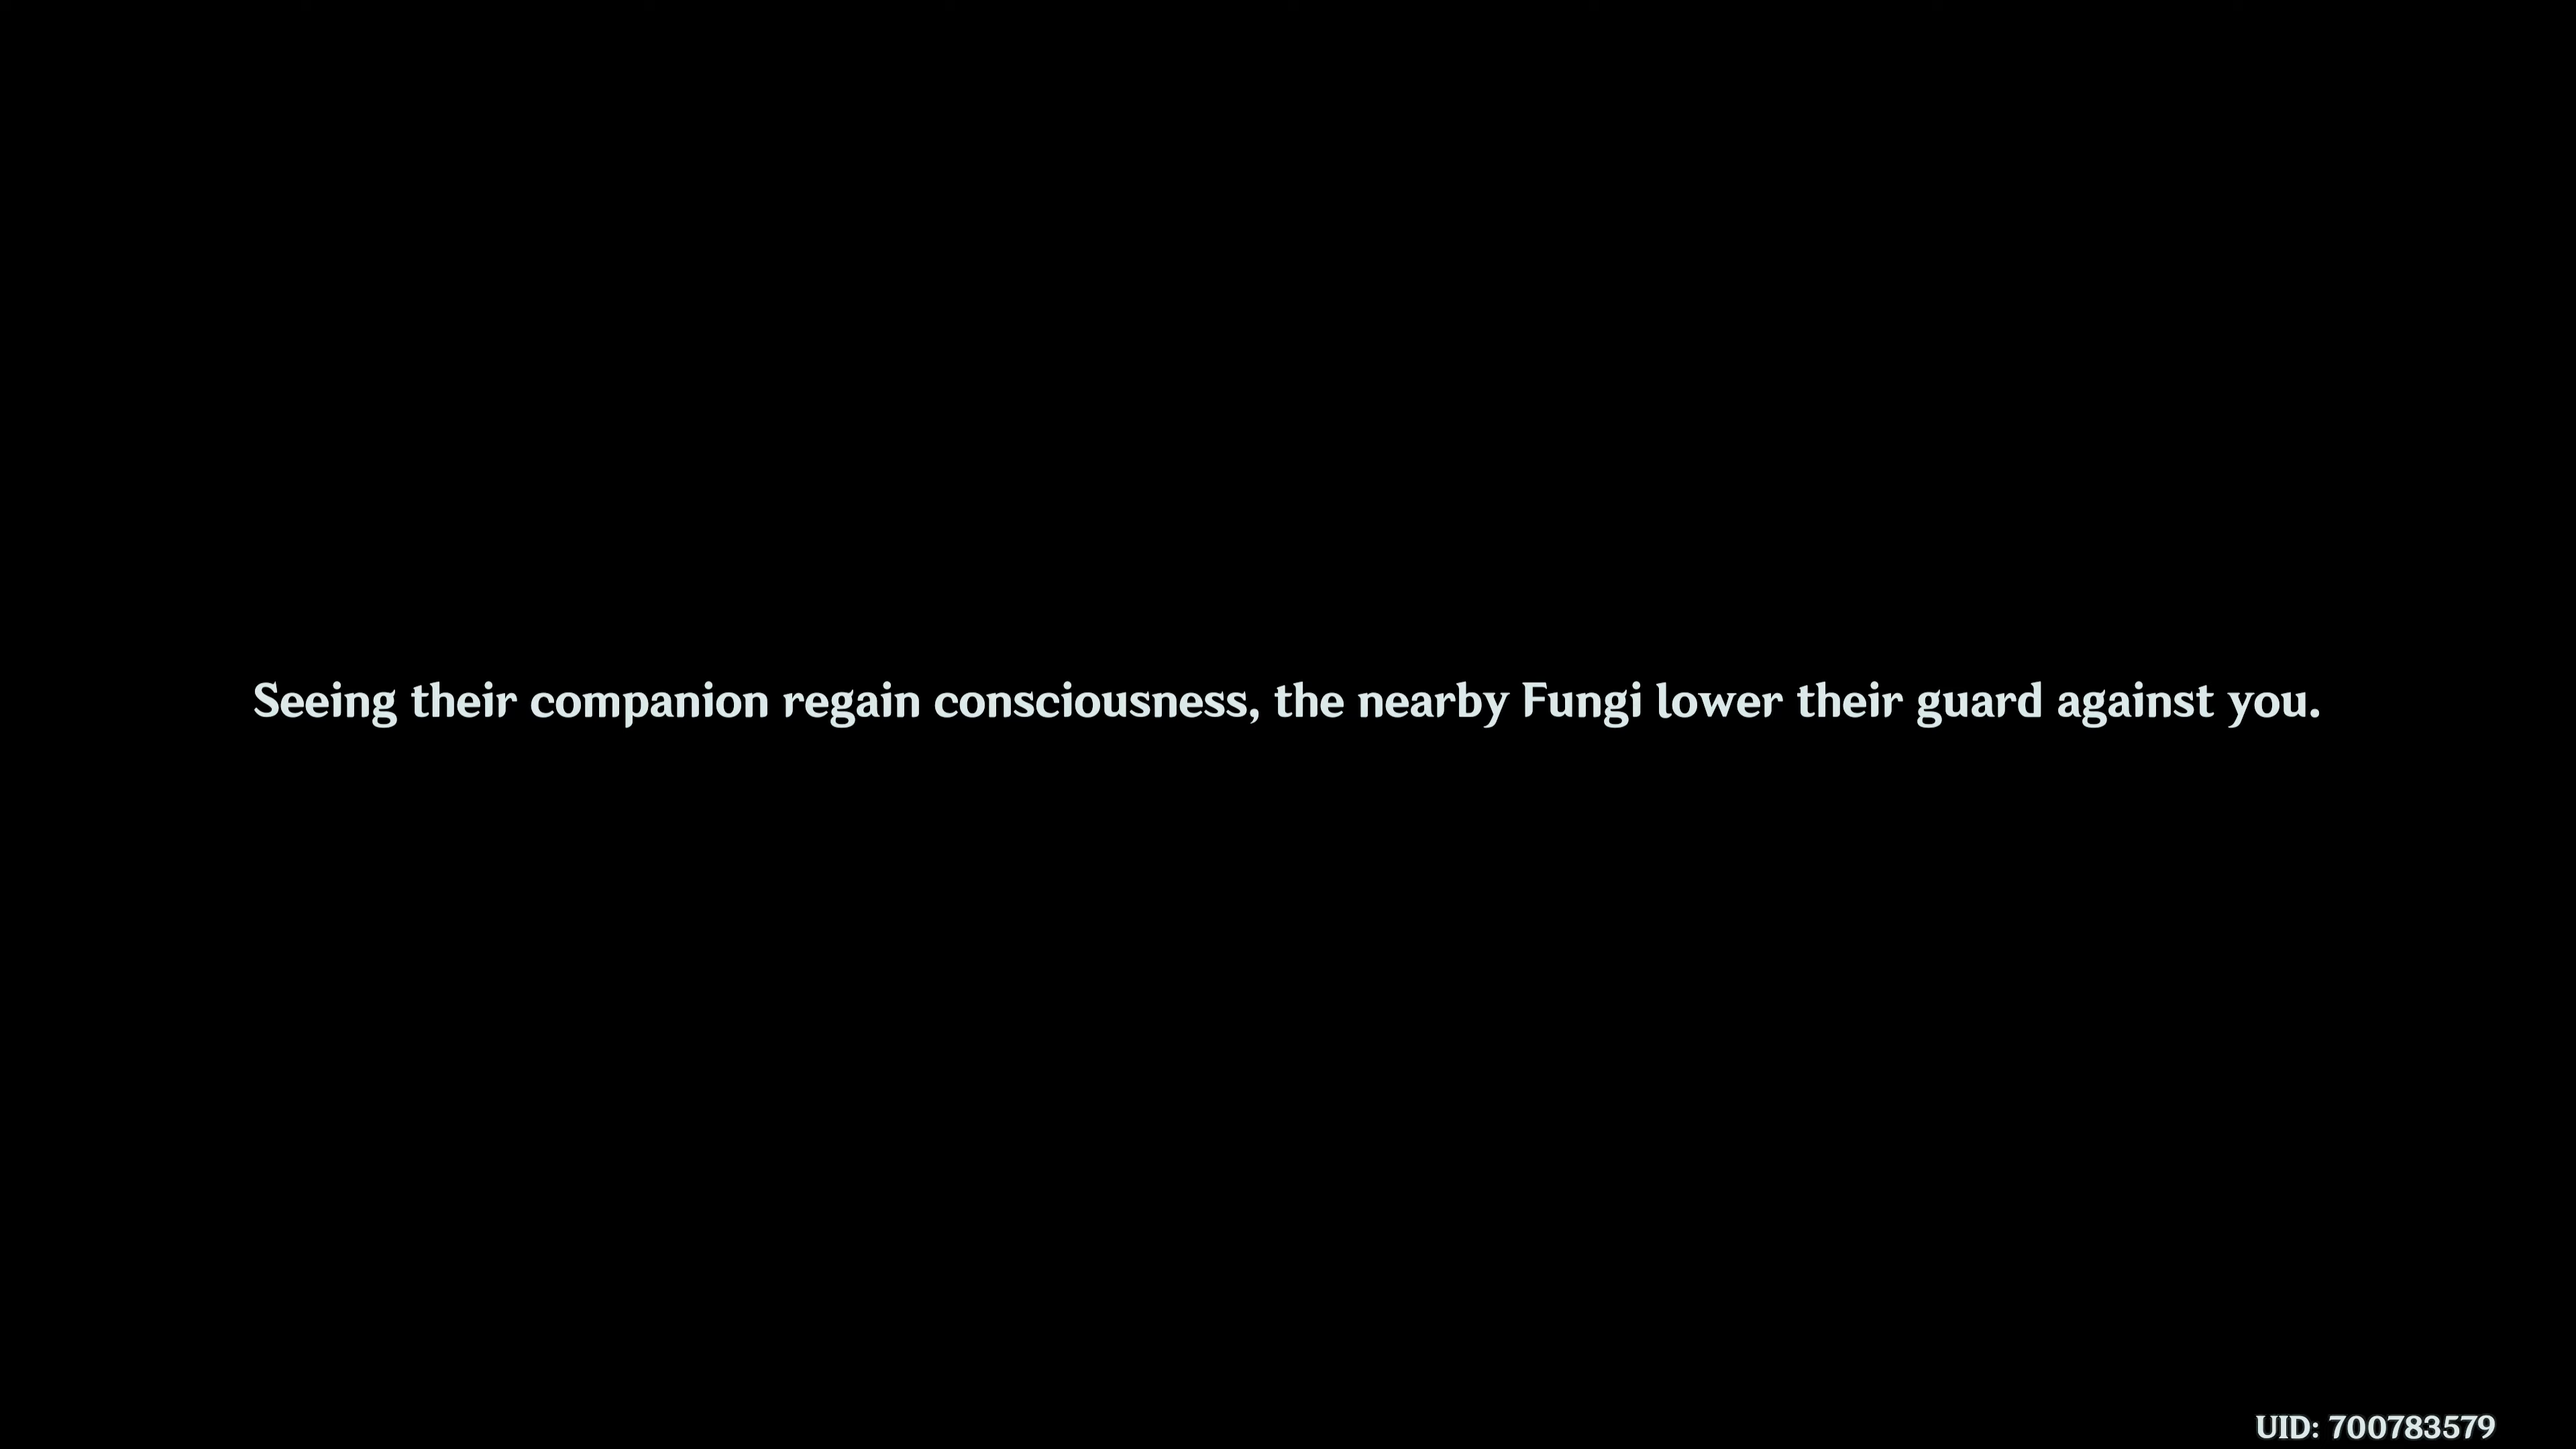 Seeing their companion regain consciousness, the nearby Fungi lower their guard against you.
UID: 700783579